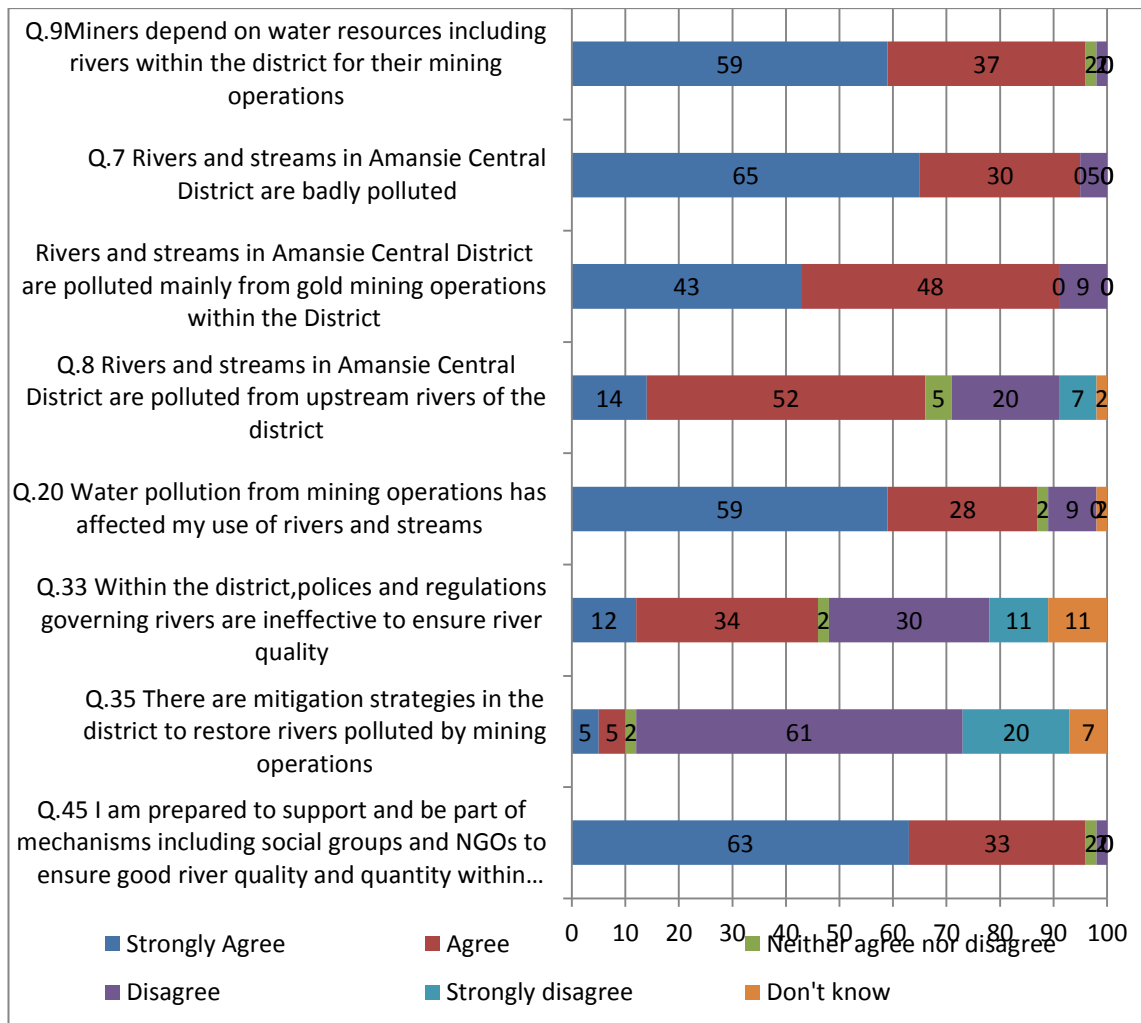 Q.9Miners depend on water resources including
rivers within the district for their mining
operations
59 37 2 2 0
Q.7 Rivers and streams in Amansie Central
District are badly polluted
65 30 0 5 0
Rivers and streams in Amansie Central District
are polluted mainly from gold mining operations
within the District
43 48 0 9 0
Q.8 Rivers and streams in Amansie Central
District are polluted from upstream rivers of the
district
14 52 5 20 7 2
Q.20 Water pollution from mining operations has
affected my use of rivers and streams
59 28 2 9 0 2
Q.33 Within the district,polices and regulations
governing rivers are ineffective to ensure river
quality
12 34 2 30 11 11
Q.35 There are mitigation strategies in the
district to restore rivers polluted by mining
operations
5 5 2 61 20 7
Q.45 I am prepared to support and be part of
mechanisms including social groups and NGOs to
ensure good river quality and quantity within…
63 33 2 2 0
0 10 20 30 40 50 60 70 80 90 100
Strongly Agree Agree Neither agree nor disagree
Disagree Strongly disagree Don't know